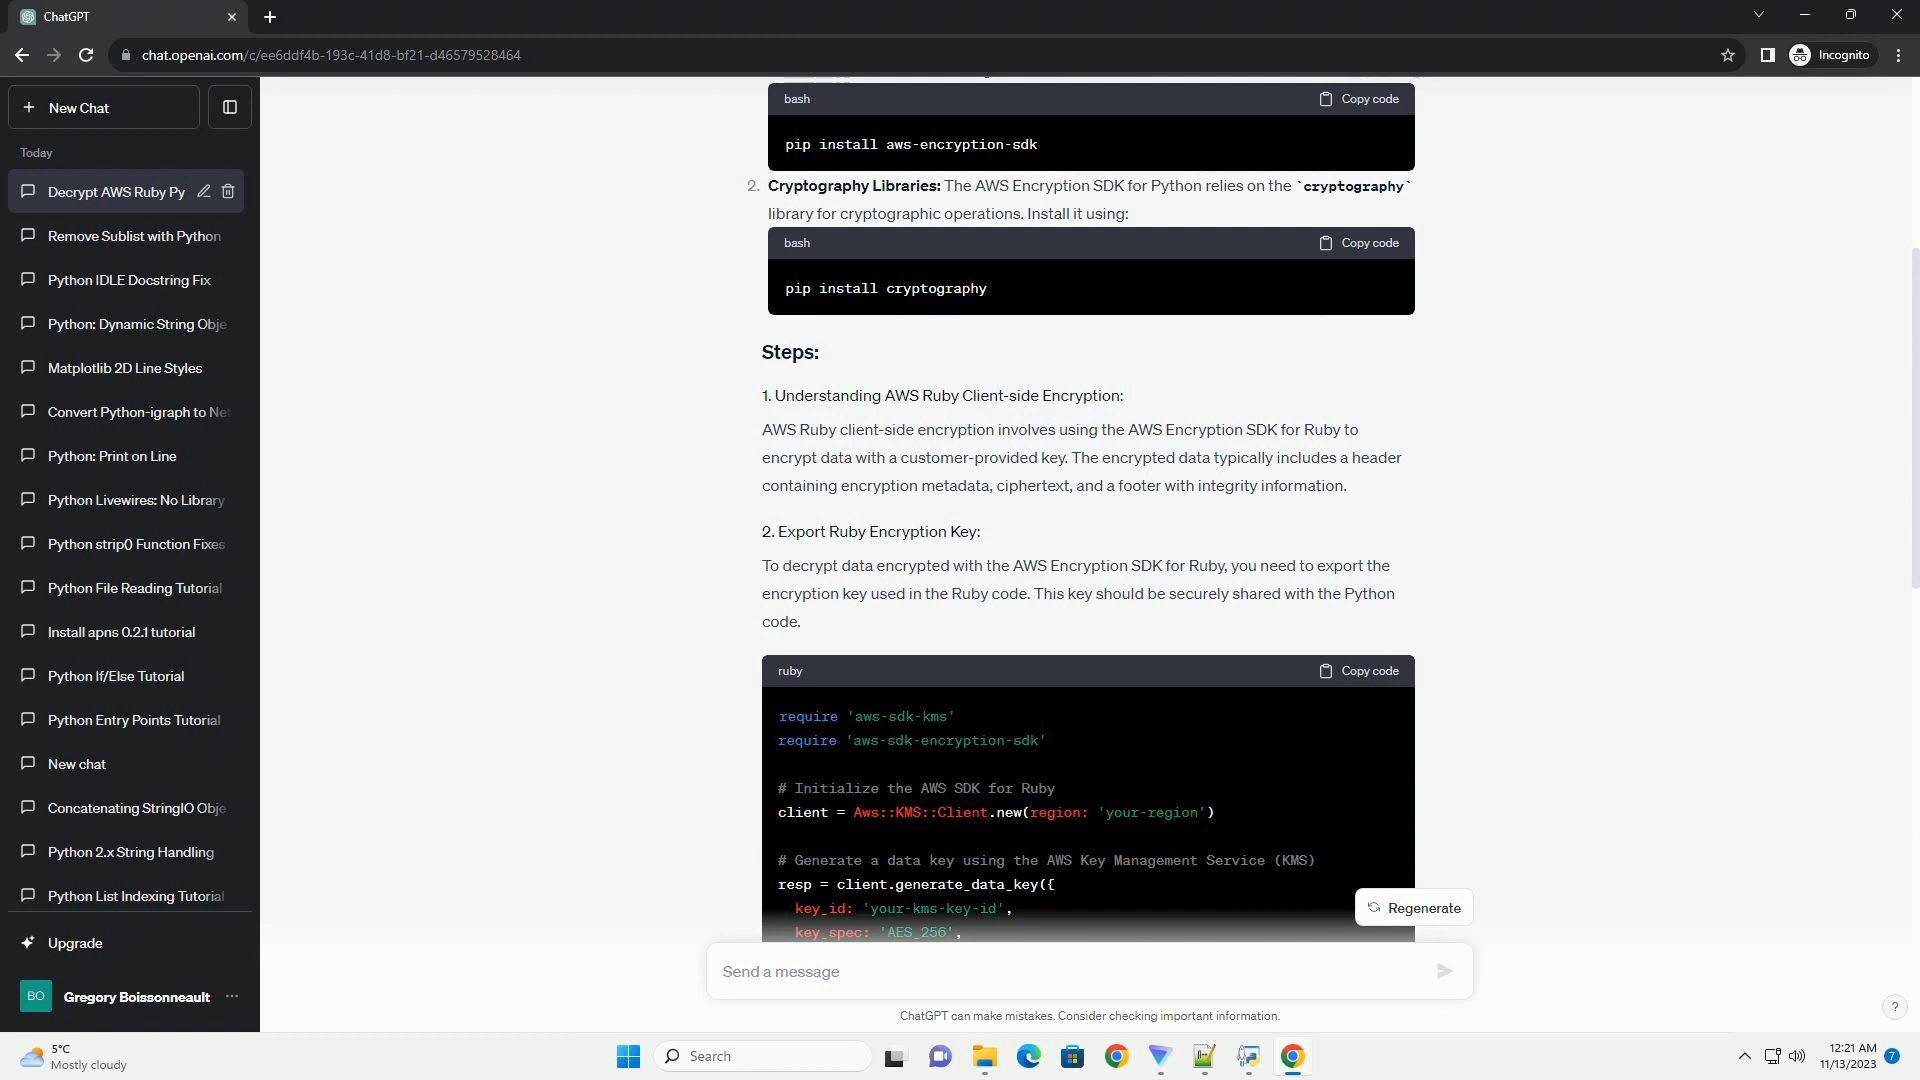 ChatGPT
chat.openai.com/c/ee6ddf4b-193c-41d8-bf21-d46579528464
Incognito
New Chat
Today
Decrypt AWS Ruby Py
Remove Sublist with Python
Python IDLE Docstring Fix
Python: Dynamic String Obje
Matplotlib 2D Line Styles
Convert Python-igraph to Net
Python: Print on Line
Python Livewires: No Library
Python strip() Function Fixes
Python File Reading Tutorial
Install apns 0.2.1 tutorial
Python If/Else Tutorial
Python Entry Points Tutorial
New chat
Concatenating StringIO Obje
Python 2.x String Handling
Python List Indexing Tutorial
Upgrade
BO
Gregory Boissonneault
bash
Copy code
pip install aws-encryption-sdk
2. Cryptography Libraries: The AWS Encryption SDK for Python relies on the `cryptography`
library for cryptographic operations. Install it using:
bash
Copy code
pip install cryptography
Steps:
1. Understanding AWS Ruby Client-side Encryption:
AWS Ruby client-side encryption involves using the AWS Encryption SDK for Ruby to
encrypt data with a customer-provided key. The encrypted data typically includes a header
containing encryption metadata, ciphertext, and a footer with integrity information.
2. Export Ruby Encryption Key:
To decrypt data encrypted with the AWS Encryption SDK for Ruby, you need to export the
encryption key used in the Ruby code. This key should be securely shared with the Python
code.
ruby
Copy code
require 'aws-sdk-kms'
require 'aws-sdk-encryption-sdk'
# Initialize the AWS SDK for Ruby
client = Aws::KMS::Client.new(region: 'your-region')
# Generate a data key using the AWS Key Management Service (KMS)
resp = client.generate_data_key({
key_id: 'your-kms-key-id',
key_spec: 'AES_256',
Regenerate
Send a message
ChatGPT can make mistakes. Consider checking important information.
?
5°C
Mostly cloudy
Search
12:21 AM
11/13/2023
7